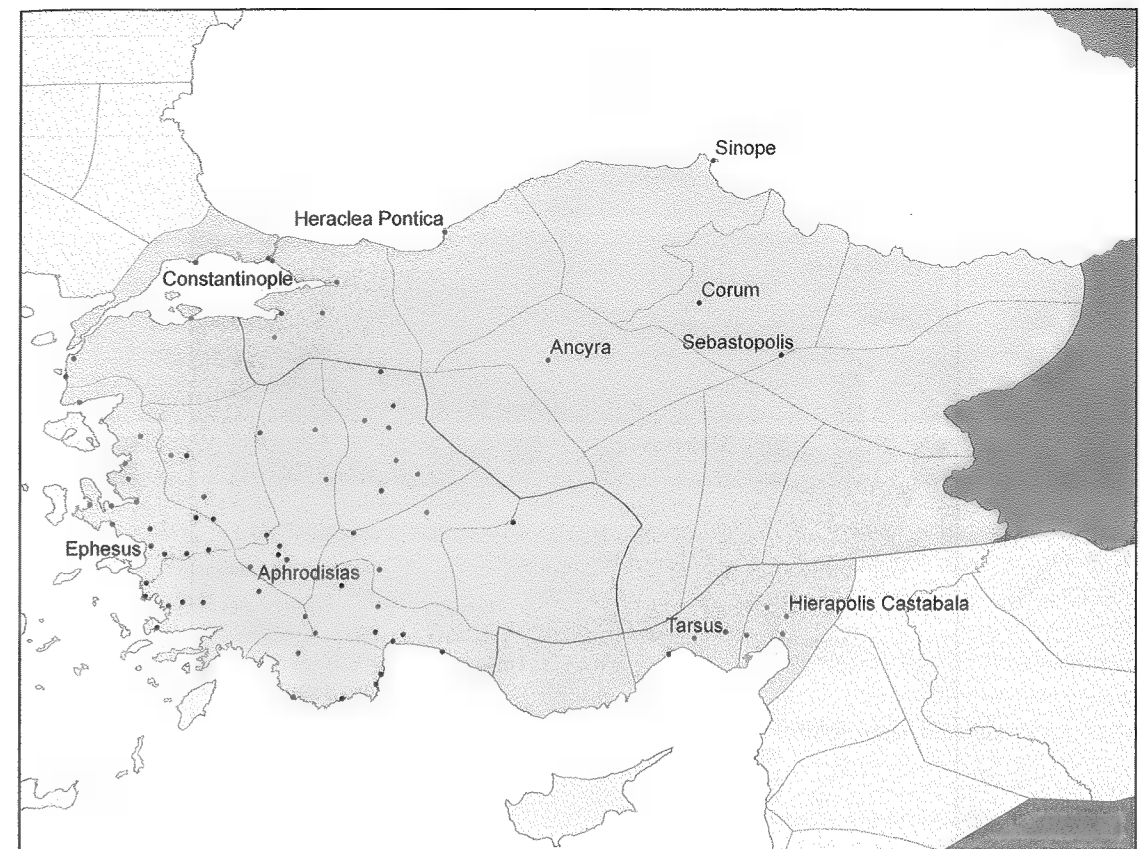 Sinope
Heraclea Pontica
Constantinople
Corum
Ancyra
Sebastopolis
Ephesus
Aphrodisias
Hierapolis Castabala
Tarsus